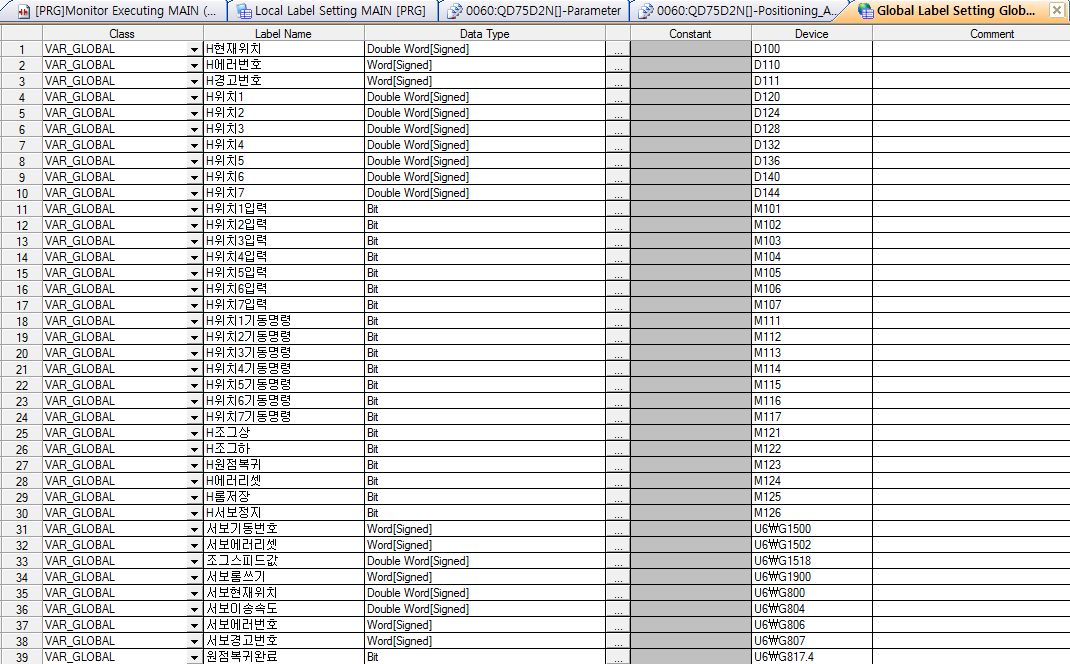 [PRG]Monitor Executing MAIN (... Local Label Setting MAIN [PRG] 0060:QD75D2N[]-Parameter 0060:QD75D2N[]-Positioning_A... Global Label Setting Glob...
Class Label Name Data Type Constant Device Comment
1 VAR_GLOBAL H현재위치 Double Word[Signed] ... D100
2 VAR_GLOBAL H에러번호 Word[Signed] ... D110
3 VAR_GLOBAL H경고번호 Word[Signed] ... D111
4 VAR_GLOBAL H위치1 Double Word[Signed] ... D120
5 VAR_GLOBAL H위치2 Double Word[Signed] ... D124
6 VAR_GLOBAL H위치3 Double Word[Signed] ... D128
7 VAR_GLOBAL H위치4 Double Word[Signed] ... D132
8 VAR_GLOBAL H위치5 Double Word[Signed] ... D136
9 VAR_GLOBAL H위치6 Double Word[Signed] ... D140
10 VAR_GLOBAL H위치7 Double Word[Signed] ... D144
11 VAR_GLOBAL H위치1입력 Bit ... M101
12 VAR_GLOBAL H위치2입력 Bit ... M102
13 VAR_GLOBAL H위치3입력 Bit ... M103
14 VAR_GLOBAL H위치4입력 Bit ... M104
15 VAR_GLOBAL H위치5입력 Bit ... M105
16 VAR_GLOBAL H위치6입력 Bit ... M106
17 VAR_GLOBAL H위치7입력 Bit ... M107
18 VAR_GLOBAL H위치1기동명령 Bit ... M111
19 VAR_GLOBAL H위치2기동명령 Bit ... M112
20 VAR_GLOBAL H위치3기동명령 Bit ... M113
21 VAR_GLOBAL H위치4기동명령 Bit ... M114
22 VAR_GLOBAL H위치5기동명령 Bit ... M115
23 VAR_GLOBAL H위치6기동명령 Bit ... M116
24 VAR_GLOBAL H위치7기동명령 Bit ... M117
25 VAR_GLOBAL H조그상 Bit ... M121
26 VAR_GLOBAL H조그하 Bit ... M122
27 VAR_GLOBAL H원점복귀 Bit ... M123
28 VAR_GLOBAL H에러리셋 Bit ... M124
29 VAR_GLOBAL H롬저장 Bit ... M125
30 VAR_GLOBAL H서보정지 Bit ... M126
31 VAR_GLOBAL 서보기동번호 Word[Signed] ... U6₩G1500
32 VAR_GLOBAL 서보에러리셋 Word[Signed] ... U6₩G1502
33 VAR_GLOBAL 조그스피드값 Double Word[Signed] ... U6₩G1518
34 VAR_GLOBAL 서보롬쓰기 Word[Signed] ... U6₩G1900
35 VAR_GLOBAL 서보현재위치 Double Word[Signed] ... U6₩G800
36 VAR_GLOBAL 서보이송속도 Double Word[Signed] ... U6₩G804
37 VAR_GLOBAL 서보에러번호 Word[Signed] ... U6₩G806
38 VAR_GLOBAL 서보경고번호 Word[Signed] ... U6₩G807
39 VAR_GLOBAL 원점복귀완료 Bit ... U6₩G817.4